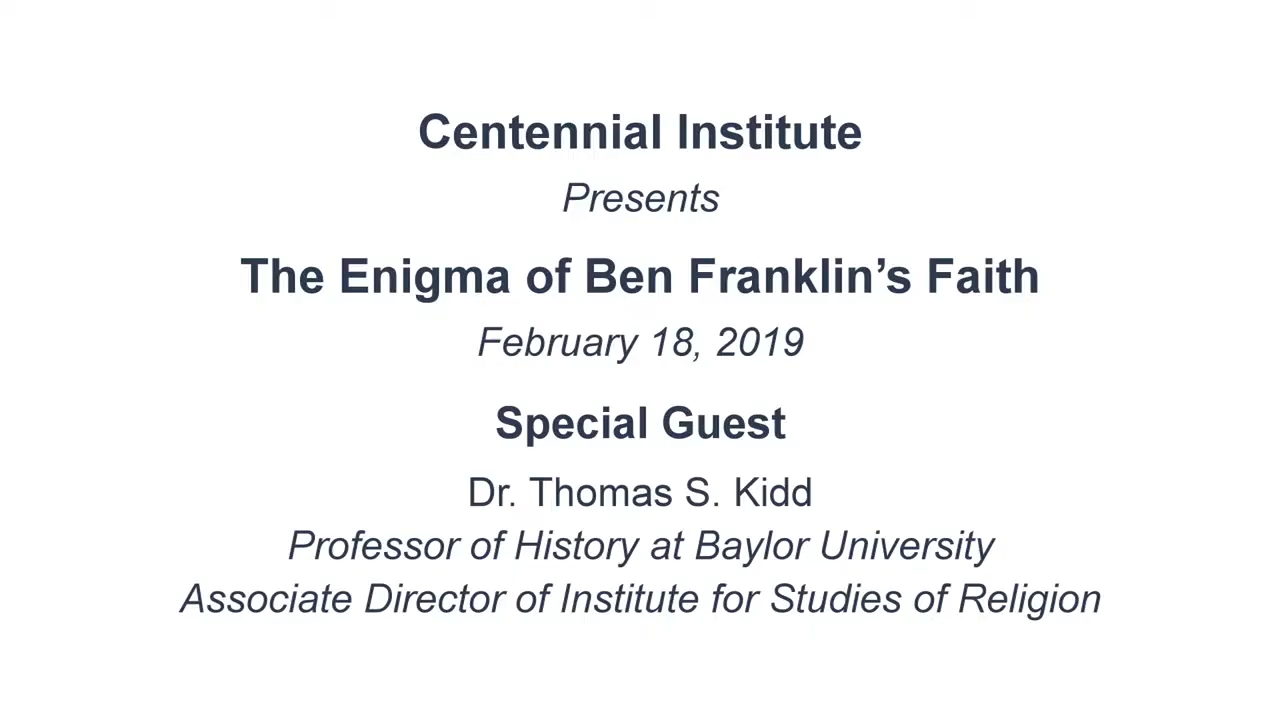 Centennial Institute
Presents
The Enigma of Ben Franklin’s Faith
February 18, 2019
Special Guest
Dr. Thomas S. Kidd
Professor of History at Baylor University
Associate Director of Institute for Studies of Religion